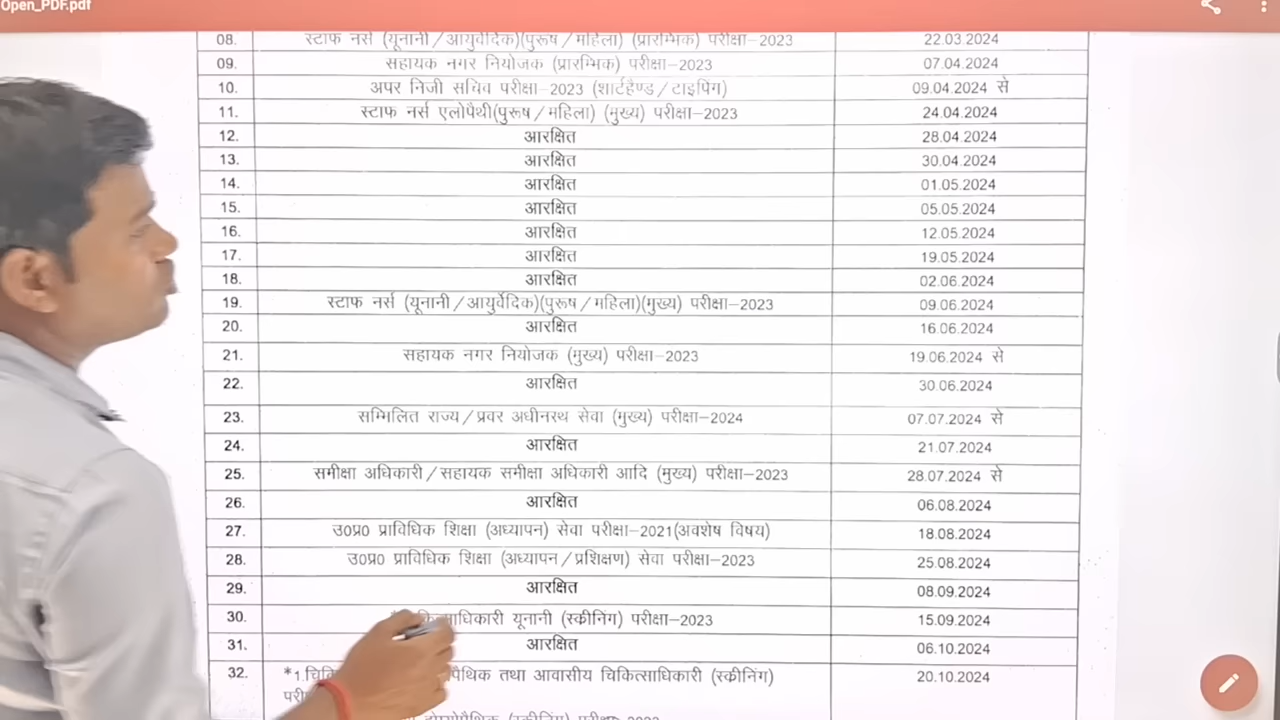 Open_PDF.pdf
08. स्टाफ नर्स (यूनानी/आयुर्वेदिक)(पुरूष/महिला) (प्रारम्भिक) परीक्षा–2023 22.03.2024
09. सहायक नगर नियोजक (प्रारम्भिक) परीक्षा–2023 07.04.2024
10. अपर निजी सचिव परीक्षा–2023 (शार्टहैण्ड/टाइपिंग) 09.04.2024 से
11. स्टाफ नर्स एलोपैथी(पुरूष/महिला) (मुख्य) परीक्षा–2023 24.04.2024
12. आरक्षित 28.04.2024
13. आरक्षित 30.04.2024
14. आरक्षित 01.05.2024
15. आरक्षित 05.05.2024
16. आरक्षित 12.05.2024
17. आरक्षित 19.05.2024
18. आरक्षित 02.06.2024
19. स्टाफ नर्स (यूनानी/आयुर्वेदिक)(पुरूष/महिला)(मुख्य) परीक्षा–2023 09.06.2024
20. आरक्षित 16.06.2024
21. सहायक नगर नियोजक (मुख्य) परीक्षा–2023 19.06.2024 से
22. आरक्षित 30.06.2024
23. सम्मिलित राज्य/प्रवर अधीनस्थ सेवा (मुख्य) परीक्षा–2024 07.07.2024 से
24. आरक्षित 21.07.2024
25. समीक्षा अधिकारी/सहायक समीक्षा अधिकारी आदि (मुख्य) परीक्षा–2023 28.07.2024 से
26. आरक्षित 06.08.2024
27. उ0प्र0 प्राविधिक शिक्षा (अध्यापन) सेवा परीक्षा–2021(अवशेष विषय) 18.08.2024
28. उ0प्र0 प्राविधिक शिक्षा (अध्यापन/प्रशिक्षण) सेवा परीक्षा–2023 25.08.2024
29. आरक्षित 08.09.2024
30. यूनानी (स्क्रीनिंग) परीक्षा–2023 15.09.2024
31. आरक्षित 06.10.2024
32. *1. तथा आवासीय चिकित्साधिकारी (स्क्रीनिंग) 20.10.2024